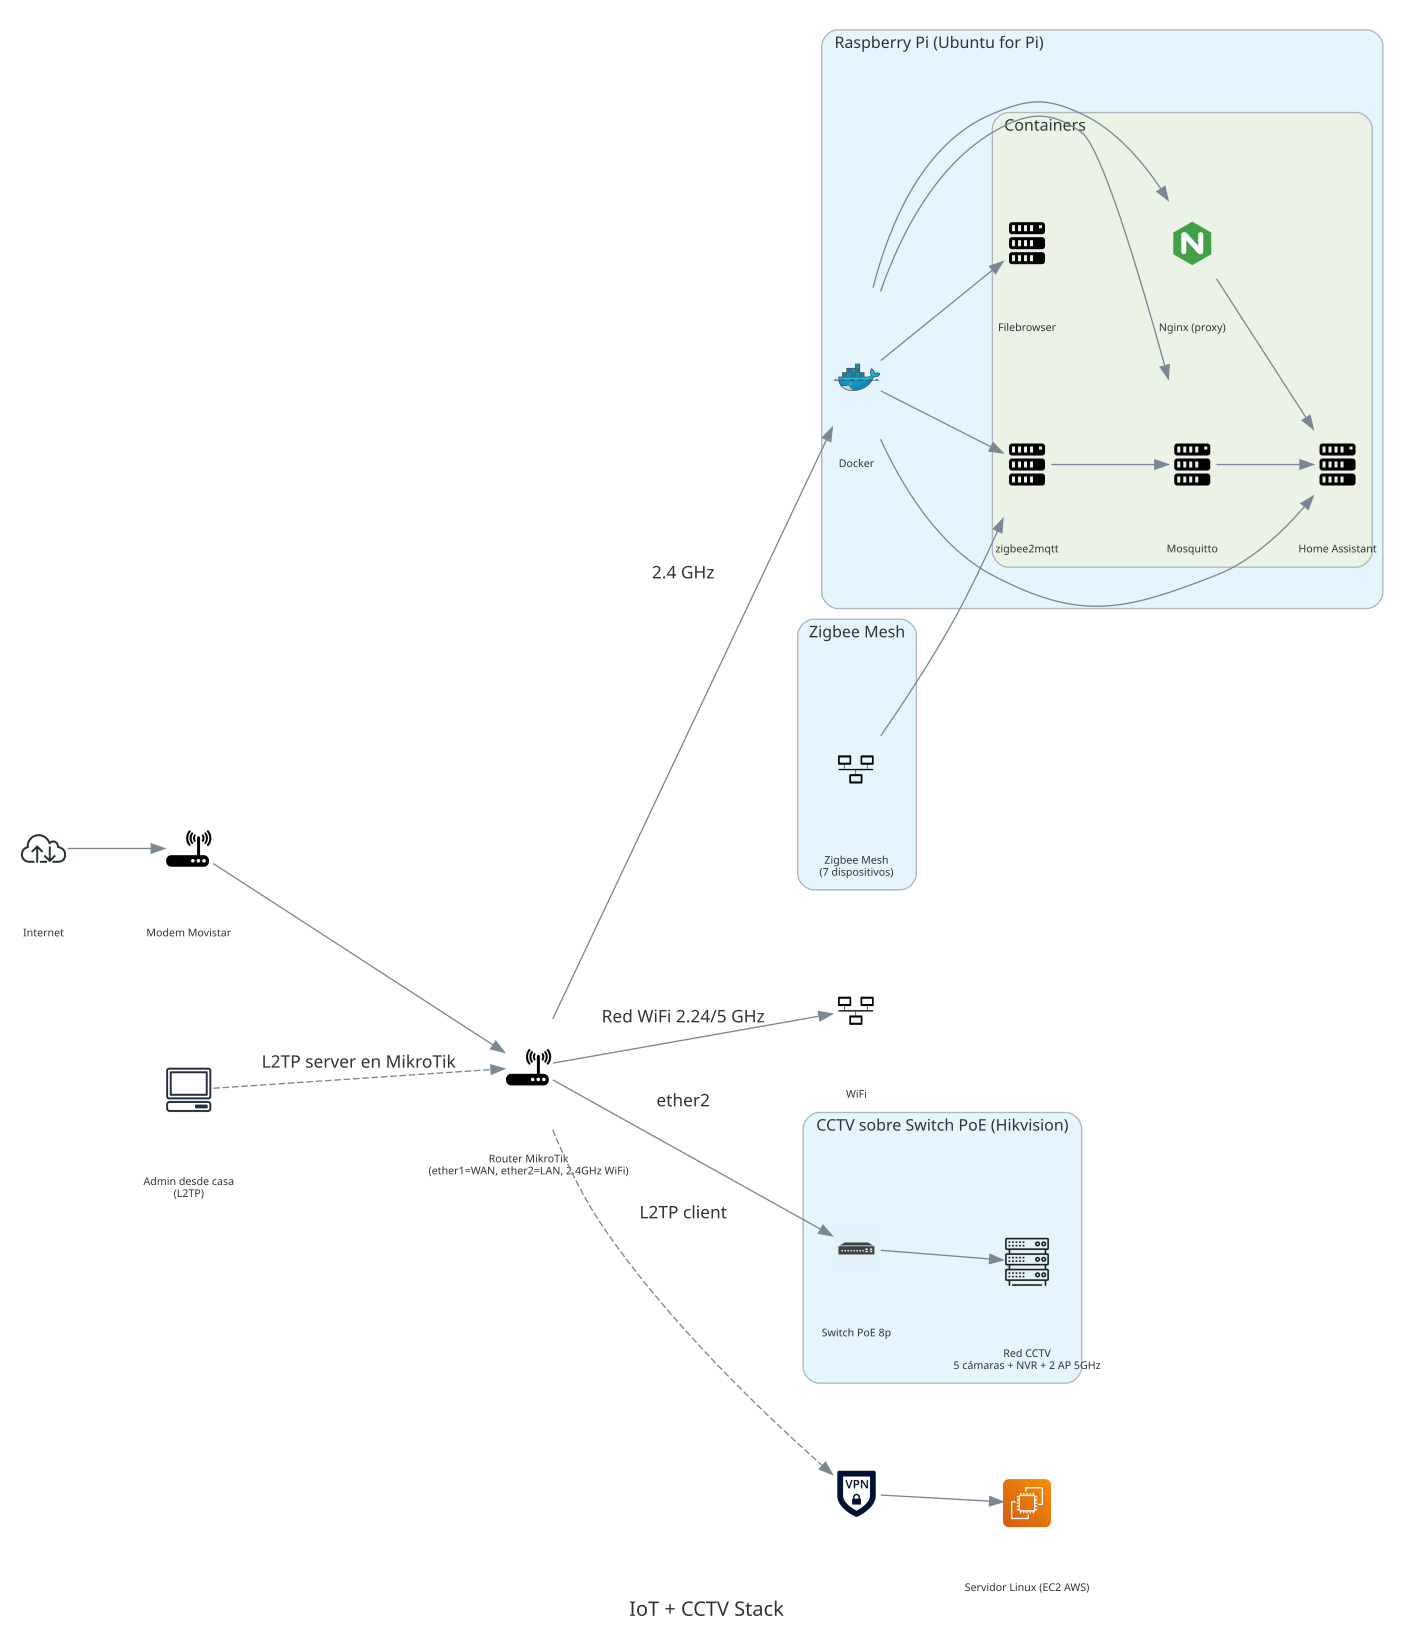 Raspberry Pi (Ubuntu for Pi)
Containers
Filebrowser
Nginx (proxy)
Docker
zigbee2mqtt
Mosquitto
Home Assistant
2.4 GHz
Zigbee Mesh
Zigbee Mesh
(7 dispositivos)
Internet
Modem Movistar
Red WiFi 2.24/5 GHz
L2TP server en MikroTik
ether2
WiFi
CCTV sobre Switch PoE (Hikvision)
Router MikroTik
(ether1=WAN, ether2=LAN, 2.4GHz WiFi)
Admin desde casa
(L2TP)
L2TP client
Switch PoE 8p
Red CCTV
5 cámaras + NVR + 2 AP 5GHz
VPN
Servidor Linux (EC2 AWS)
IoT + CCTV Stack